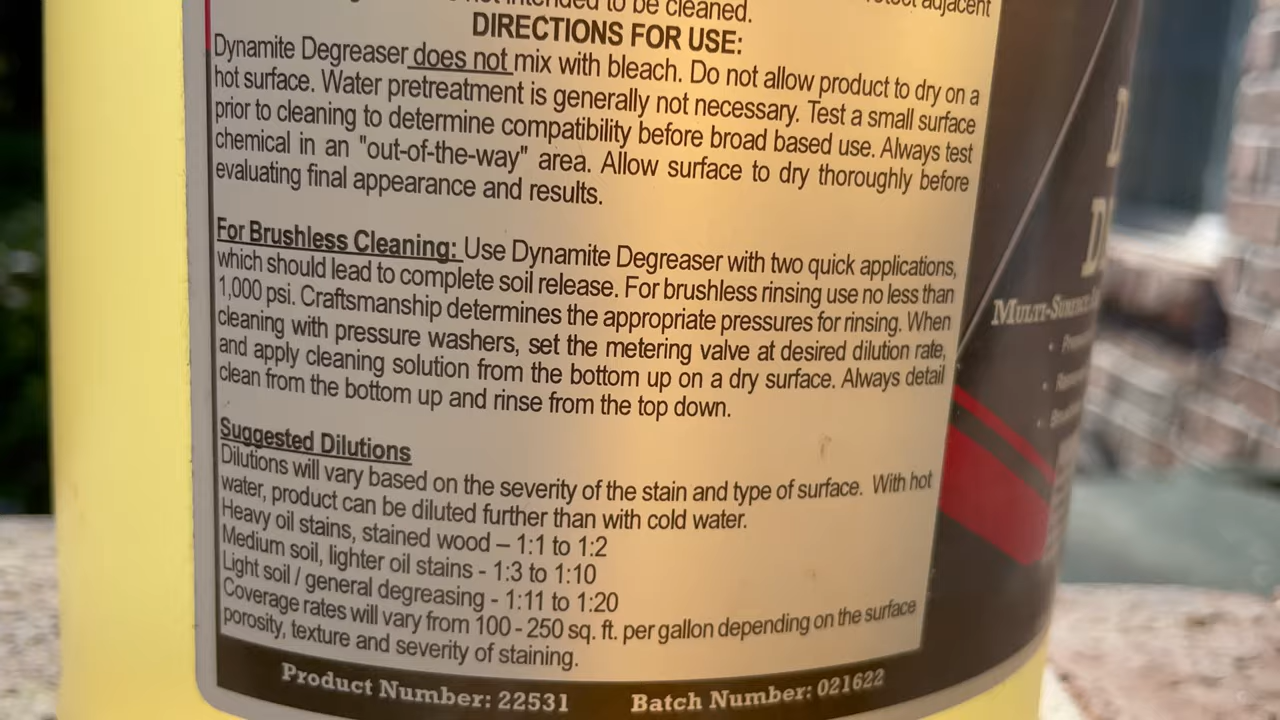 to be cleaned.
adjacent
DIRECTIONS FOR USE:
Dynamite Degreaser does not mix with bleach. Do not allow product to dry on a
hot surface. Water pretreatment is generally not necessary. Test a small surface
prior to cleaning to determine compatibility before broad based use. Always test
chemical in an "out-of-the-way" area. Allow surface to dry thoroughly before
evaluating final appearance and results.
For Brushless Cleaning: Use Dynamite Degreaser with two quick applications,
which should lead to complete soil release. For brushless rinsing use no less than
1,000 psi. Craftsmanship determines the appropriate pressures for rinsing. When
cleaning with pressure washers, set the metering valve at desired dilution rate,
and apply cleaning solution from the bottom up on a dry surface. Always detail
clean from the bottom up and rinse from the top down.
Suggested Dilutions
Dilutions will vary based on the severity of the stain and type of surface. With hot
water, product can be diluted further than with cold water.
Heavy oil stains, stained wood – 1:1 to 1:2
Medium soil, lighter oil stains - 1:3 to 1:10
Light soil / general degreasing - 1:11 to 1:20
Coverage rates will vary from 100 - 250 sq. ft. per gallon depending on the surface
porosity, texture and severity of staining.
Product Number: 22531
Batch Number: 021622